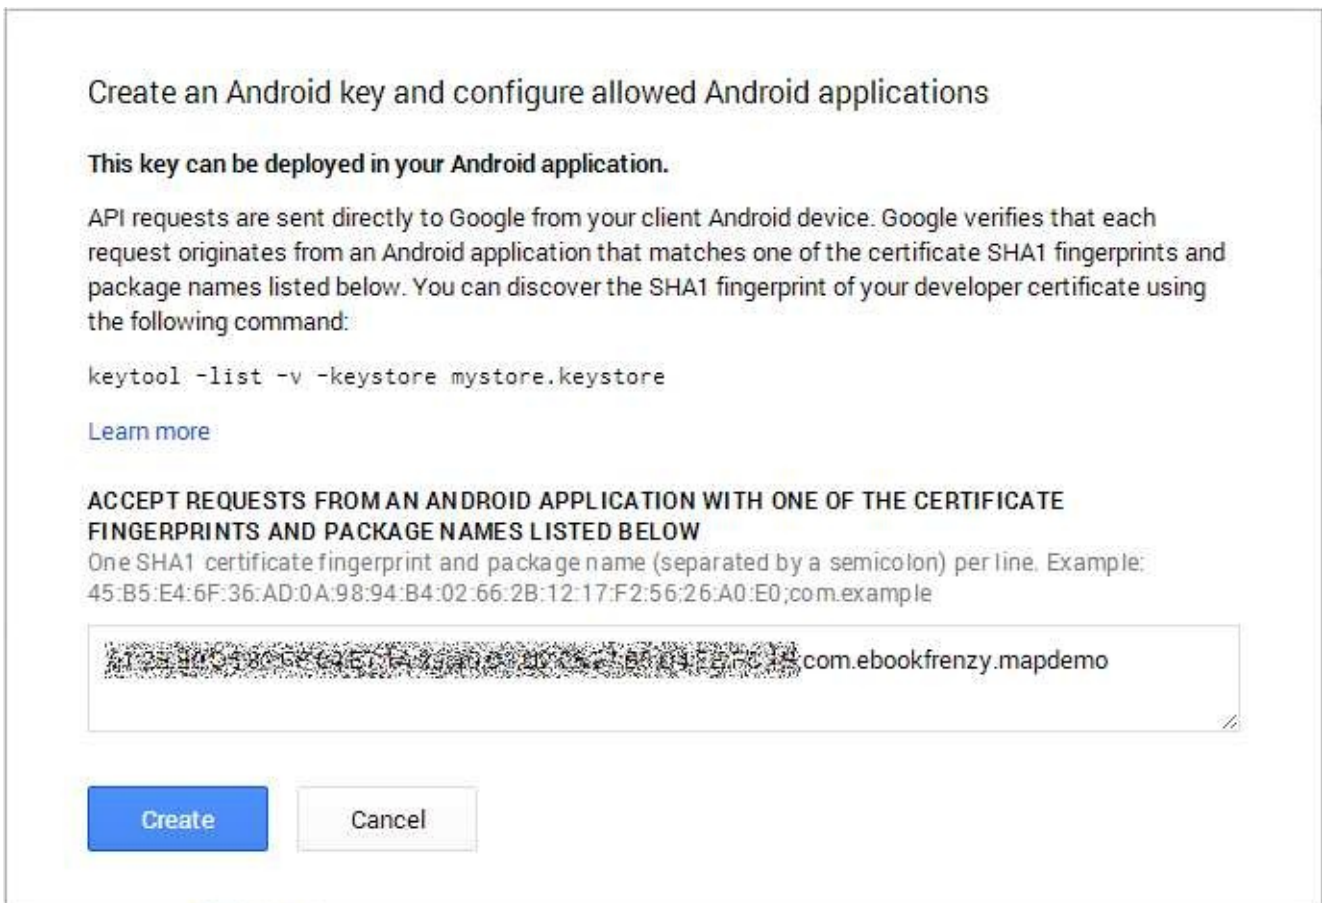 Create an Android key and configure allowed Android applications
This key can be deployed in your Android application.
API requests are sent directly to Google from your client Android device. Google verifies that each
request originates from an Android application that matches one of the certificate SHA1 fingerprints and
package names listed below. You can discover the SHA1 fingerprint of your developer certificate using
the following command:
keytool -list -v -keystore mystore.keystore
Learn more
ACCEPT REQUESTS FROM AN ANDROID APPLICATION WITH ONE OF THE CERTIFICATE
FINGERPRINTS AND PACKAGE NAMES LISTED BELOW
One SHA1 certificate fingerprint and package name (separated by a semicolon) per line. Example:
45:B5:E4:6F:36:AD:0A:98:94:B4:02:66:2B:12:17:F2:56:26:A0:E0;com.example
com.ebookfrenzy.mapdemo
Create Cancel